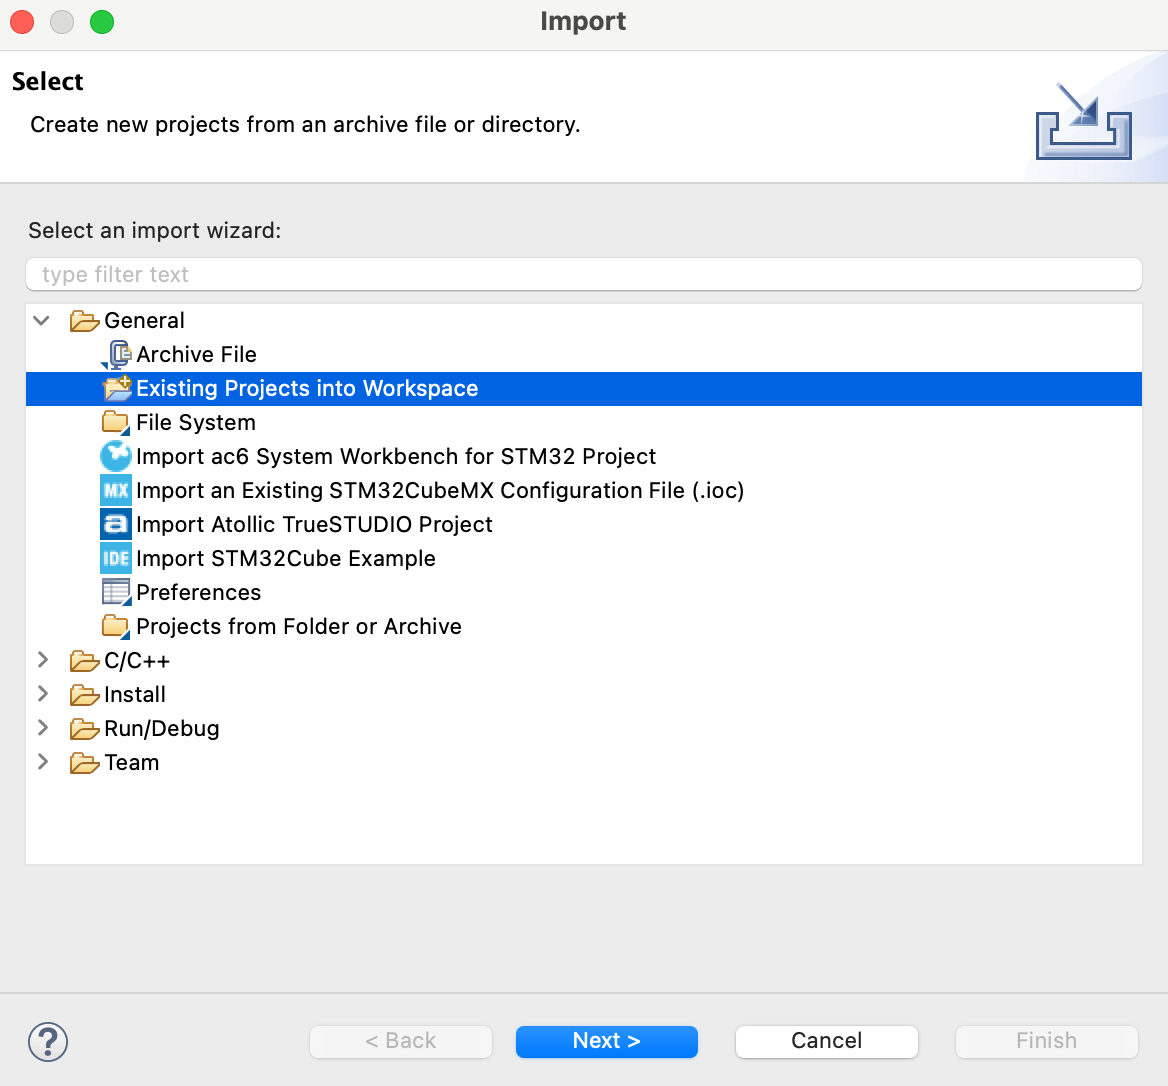 Import
Select
Create new projects from an archive file or directory.
Select an import wizard:
type filter text
General
Archive File
Existing Projects into Workspace
File System
Import ac6 System Workbench for STM32 Project
MX Import an Existing STM32CubeMX Configuration File (.ioc)
a Import Atollic TrueSTUDIO Project
IDE Import STM32Cube Example
Preferences
Projects from Folder or Archive
C/C++
Install
Run/Debug
Team
? < Back Next > Cancel Finish